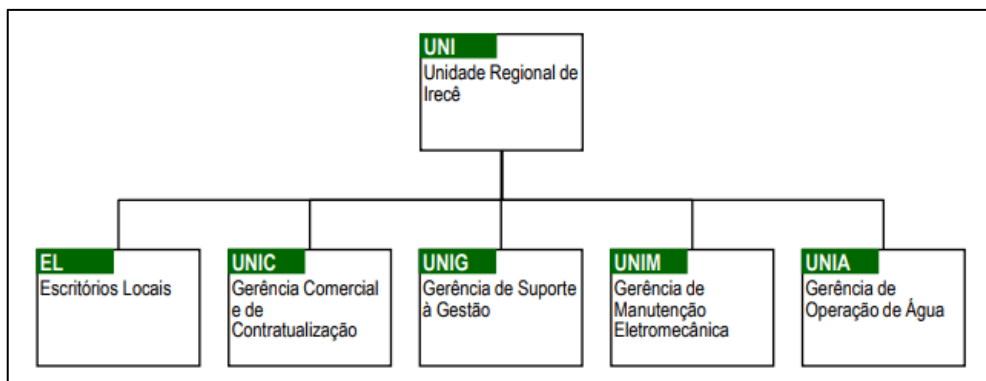 UNI
Unidade Regional de
Irecê
EL
Escritórios Locais
UNIC
Gerência Comercial
e de
Contratualização
UNIG
Gerência de Suporte
à Gestão
UNIM
Gerência de
Manutenção
Eletromecânica
UNIA
Gerência de
Operação de Água